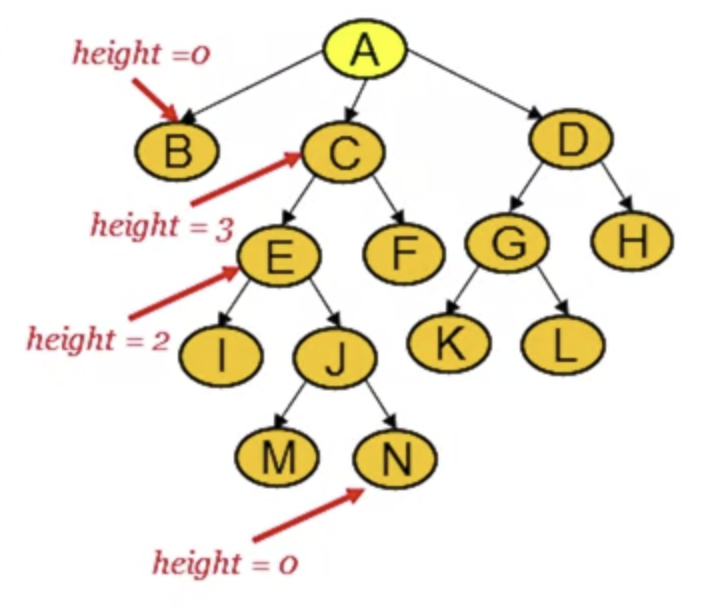 A
height =0
B
C
D
height = 3
E
F
G
H
height = 2
I
J
K
L
M
N
height = 0